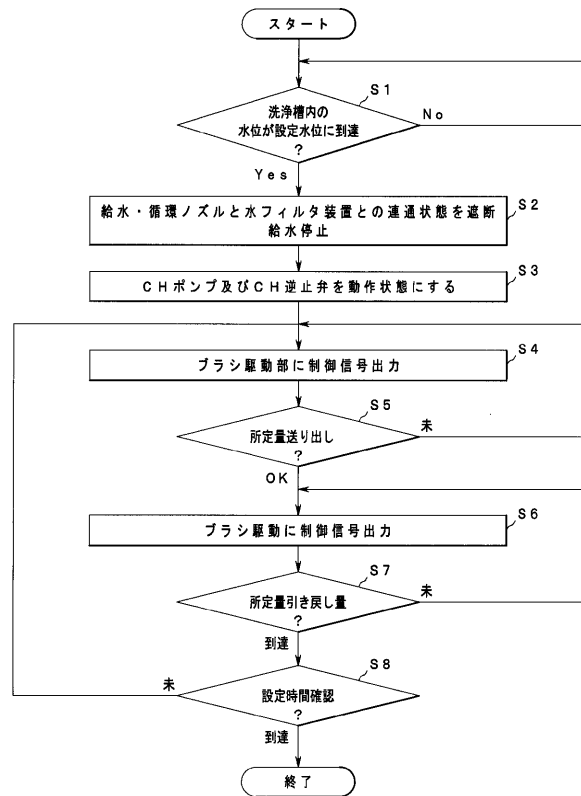 スタート
S1
洗浄槽内の
水位が設定水位に到達
?
No
Yes
S2
給水・循環ノズルと水フィルタ装置との連通状態を遮断
給水停止
S3
CHポンプ及びCH逆止弁を動作状態にする
S4
ブラシ駆動部に制御信号出力
S5
所定量送り出し
?
未
OK
S6
ブラシ駆動に制御信号出力
S7
所定量引き戻し量
?
未
到達
S8
設定時間確認
?
未
到達
終了